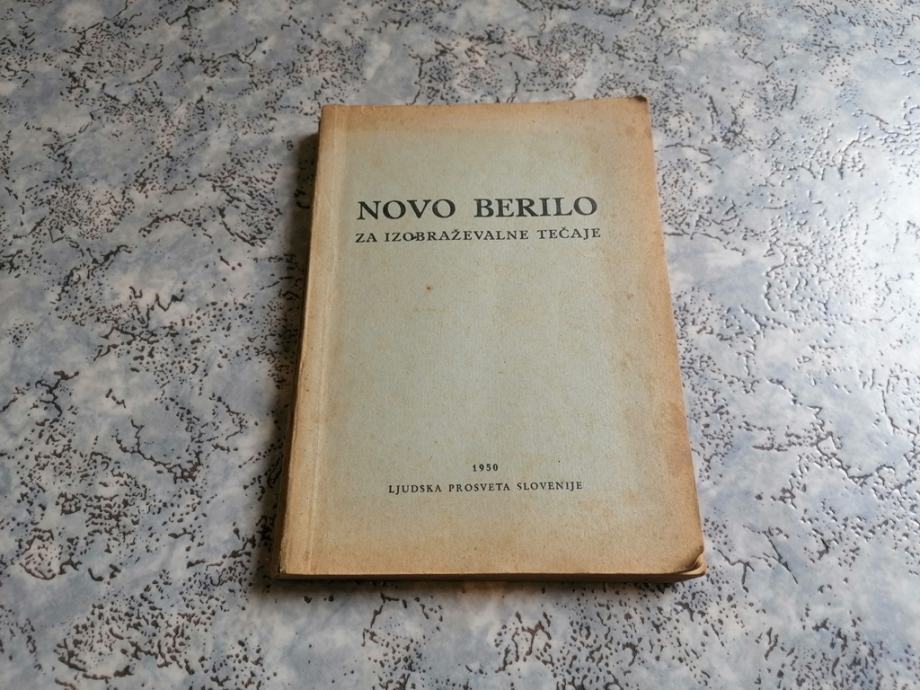 NOVO BERILO
ZA IZOBRAŽEVALNE TEČAJE
1950
LJUDSKA PROSVETA SLOVENIJE